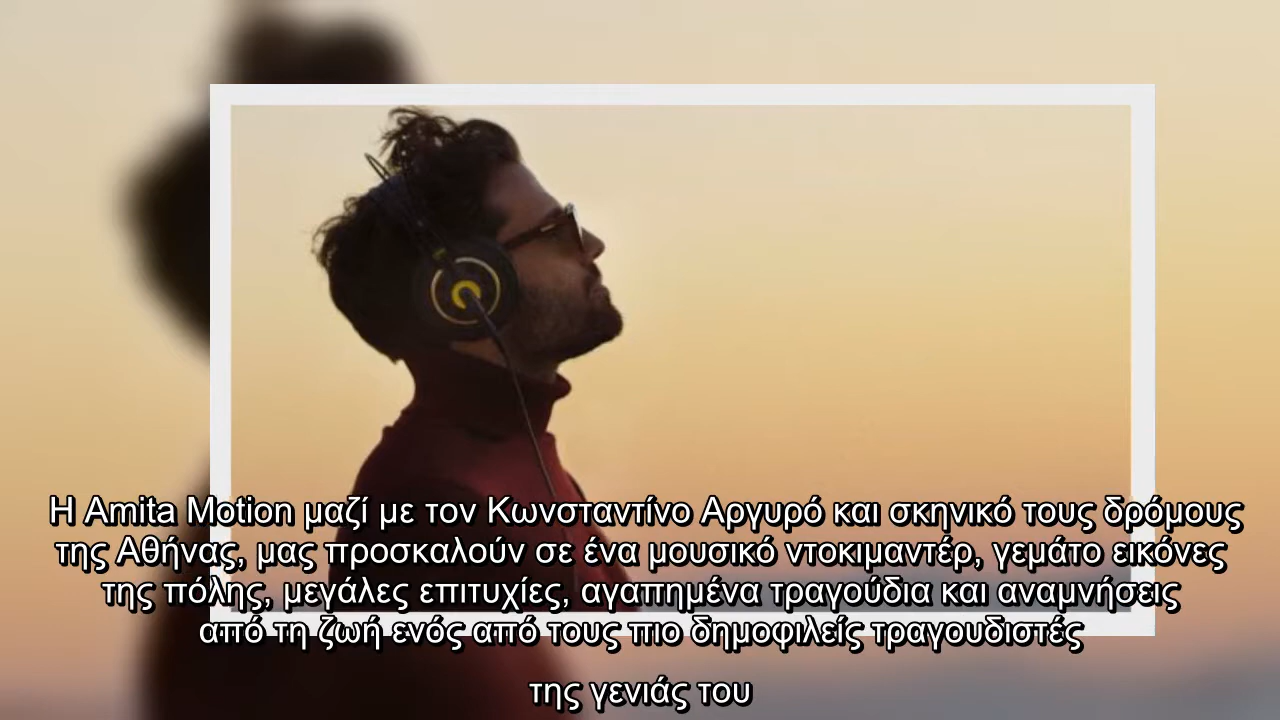 Η Amita Motion μαζί με τον Κωνσταντίνο Αργυρό και σκηνικό τους δρόμους
της Αθήνας, μας προσκαλούν σε ένα μουσικό ντοκιμαντέρ, γεμάτο εικόνες
της πόλης, μεγάλες επιτυχίες, αγαπημένα τραγούδια και αναμνήσεις
από τη ζωή ενός από τους πιο δημοφιλείς τραγουδιστές
της γενιάς του